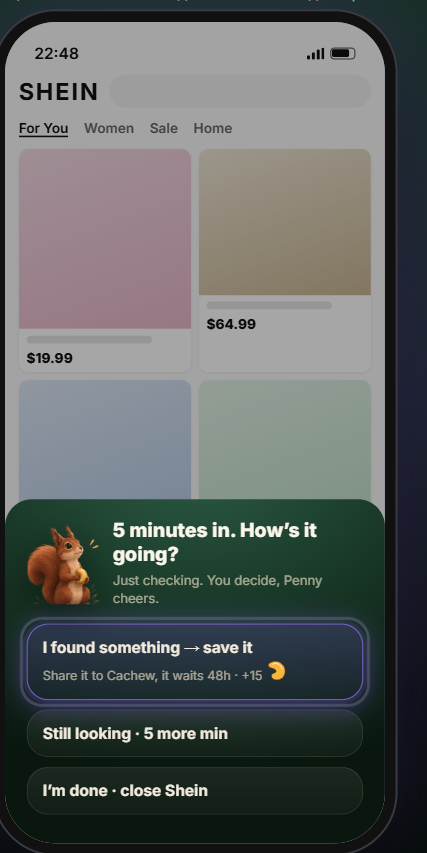 22:48
SHEIN
For You Women Sale Home
$19.99
$64.99
5 minutes in. How's it
going?
Just checking. You decide, Penny
cheers.
I found something → save it
Share it to Cachew, it waits 48h · +15
Still looking · 5 more min
I'm done · close Shein